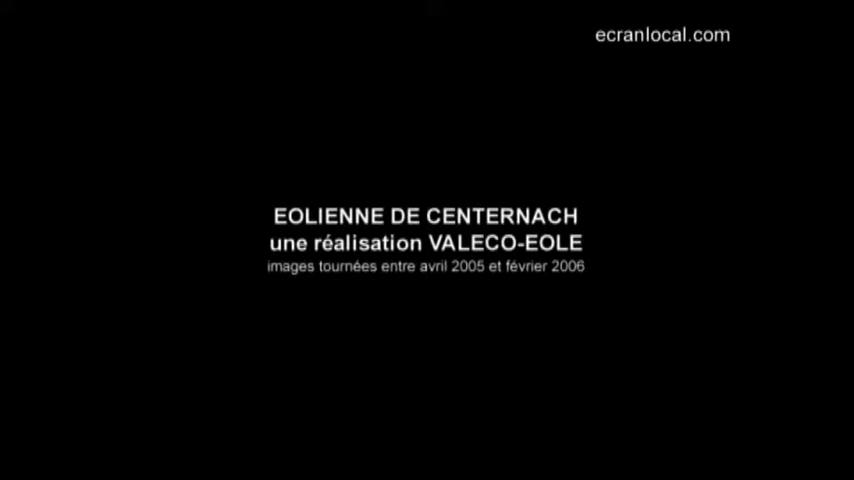 ecranlocal.com
EOLIENNE DE CENTERNACH
une réalisation VALECO-EOLE
images tournées entre avril 2005 et février 2006